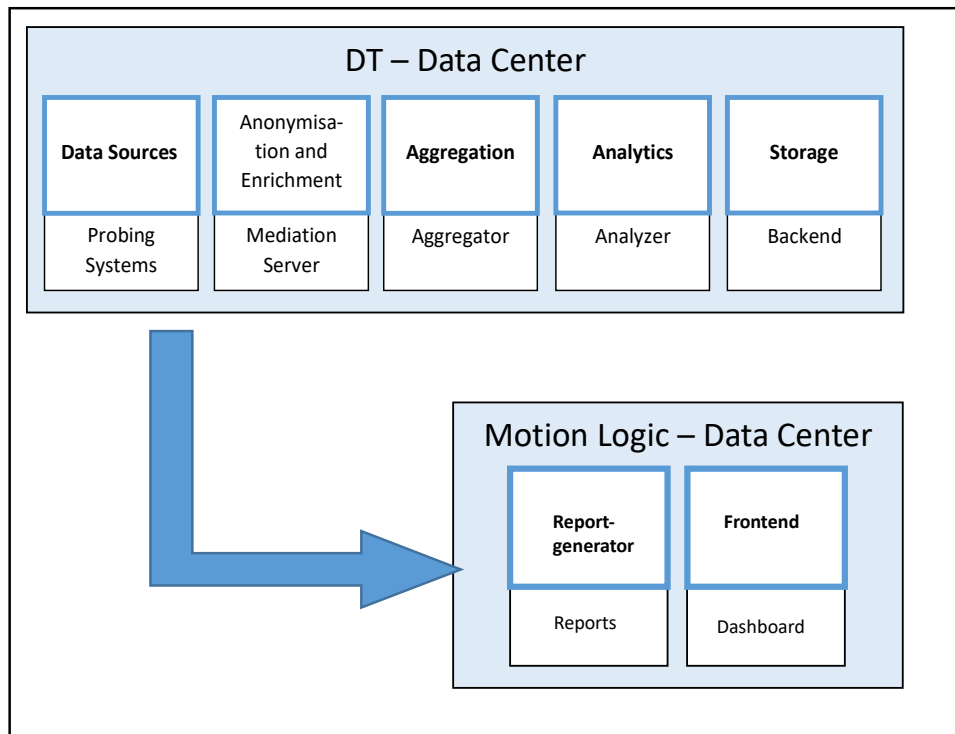 DT – Data Center
Data Sources
Anonymisa-
tion and
Enrichment
Aggregation
Analytics
Storage
Probing
Systems
Mediation
Server
Aggregator
Analyzer
Backend
Motion Logic – Data Center
Report-
generator
Frontend
Reports
Dashboard